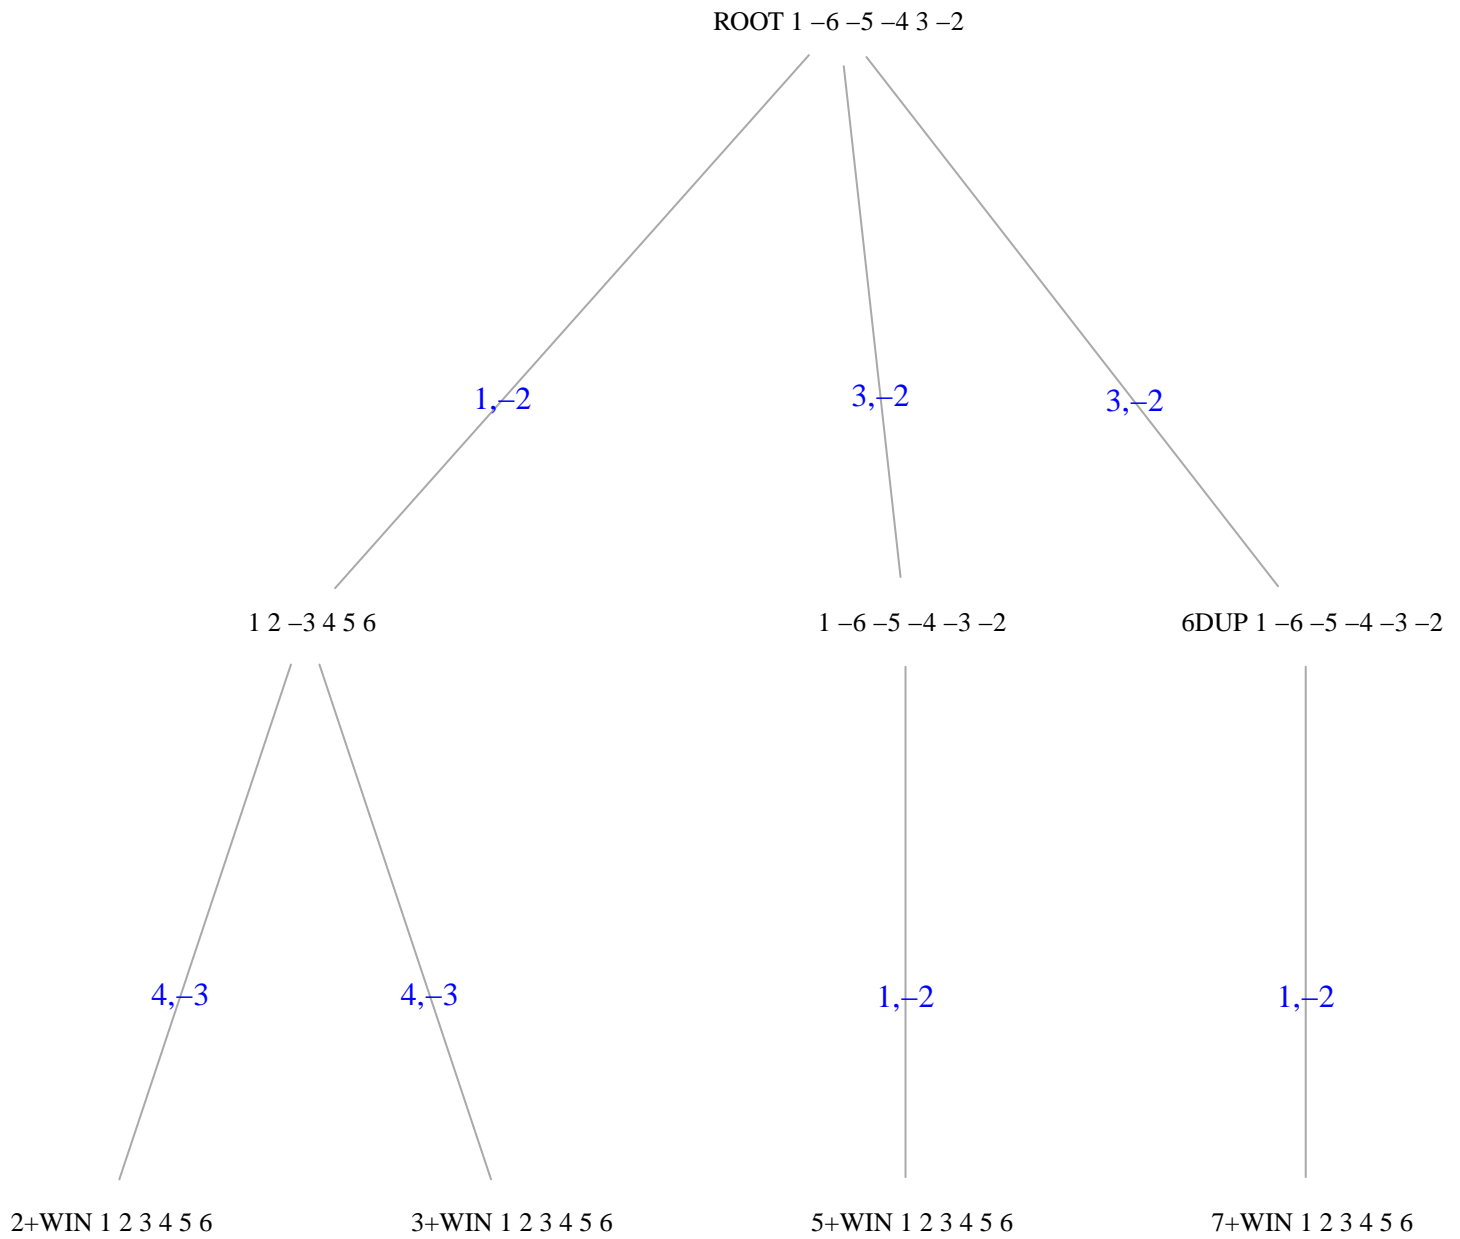 ROOT 1 –6 –5 –4 3 –2
1,–2
3,–2
3,–2
1 2 –3 4 5 6
1 –6 –5 –4 –3 –2
6DUP 1 –6 –5 –4 –3 –2
4,–3
4,–3
1,–2
1,–2
2+WIN 1 2 3 4 5 6
3+WIN 1 2 3 4 5 6
5+WIN 1 2 3 4 5 6
7+WIN 1 2 3 4 5 6